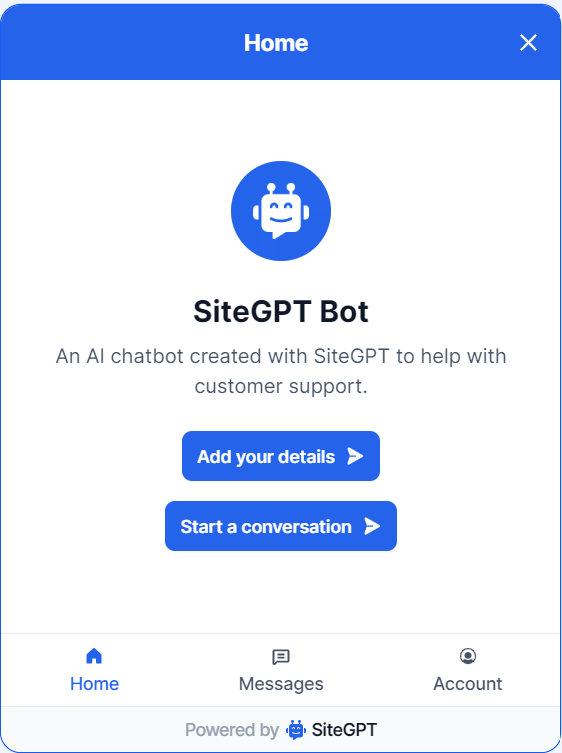 Home
SiteGPT Bot
An AI chatbot created with SiteGPT to help with
customer support.
Add your details
Start a conversation
Home
Messages
Account
Powered by SiteGPT